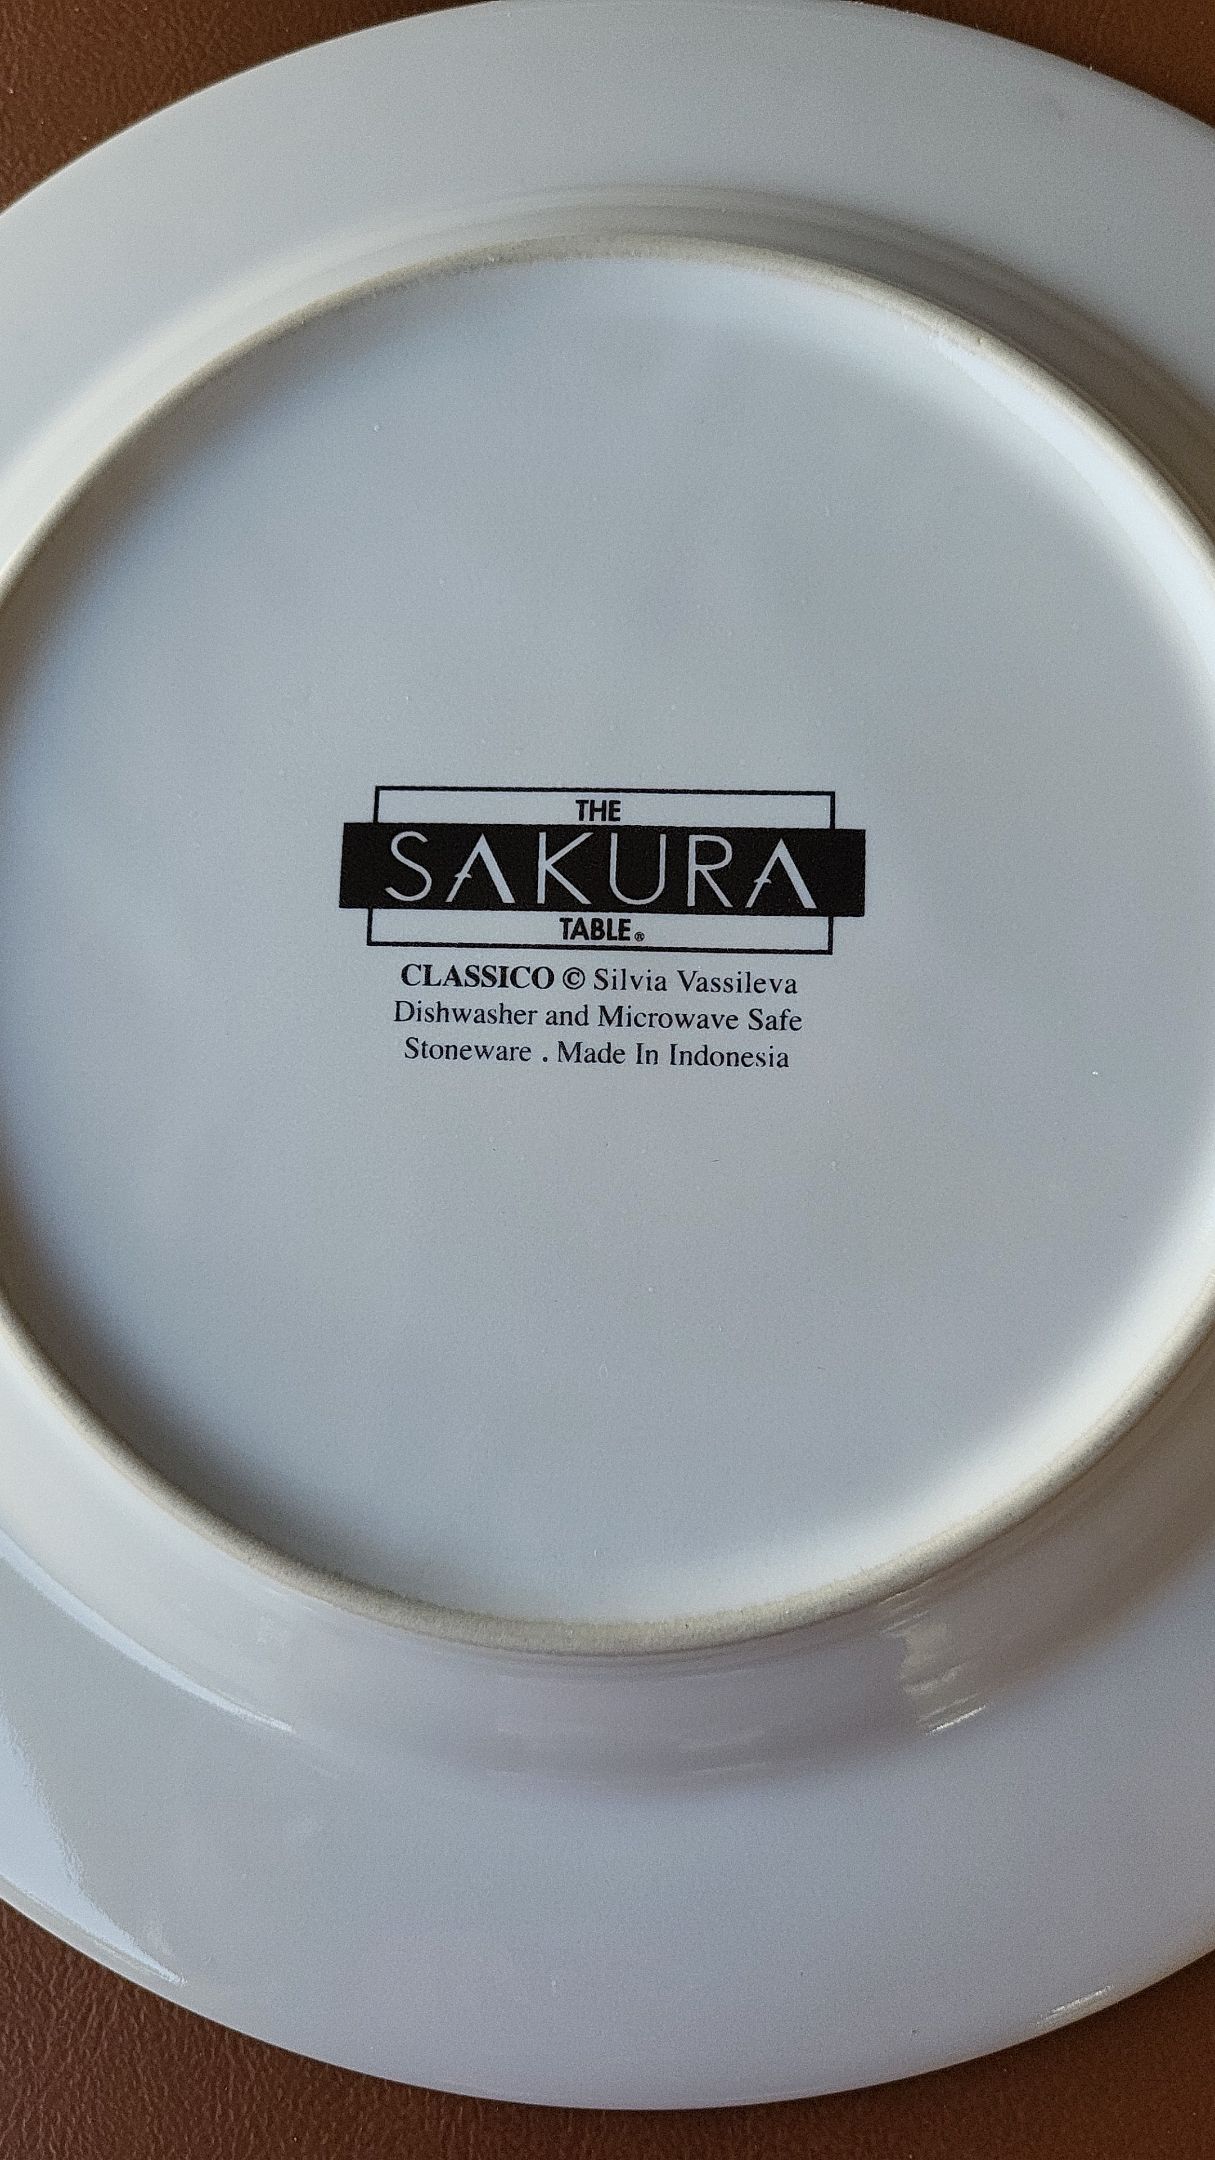 THE
SAKURA
TABLE®
CLASSICO © Silvia Vassileva
Dishwasher and Microwave Safe
Stoneware . Made In Indonesia